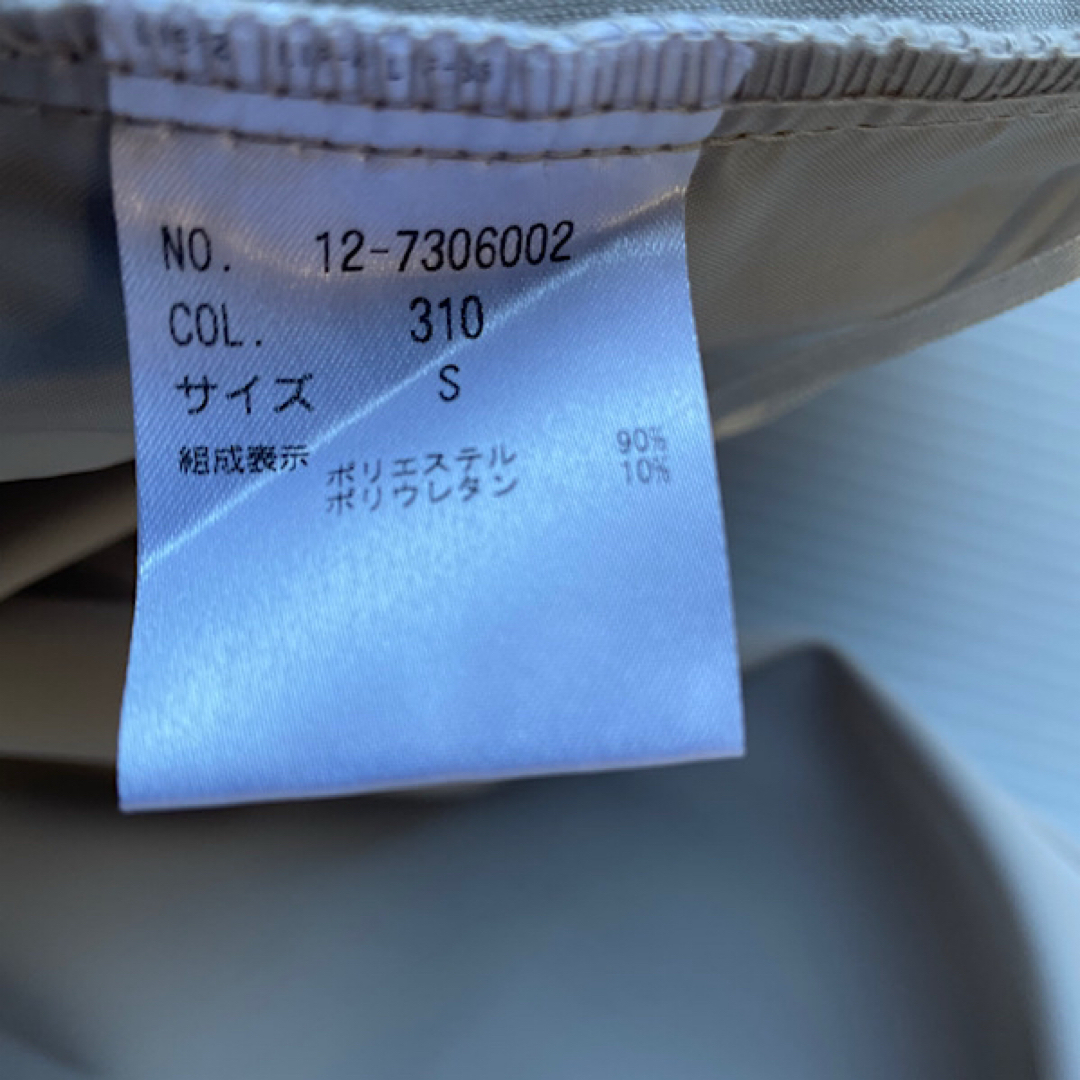 NO. 12-7306002
COL. 310
サイズ S
組成表示
ポリエステル 90%
ポリウレタン 10%